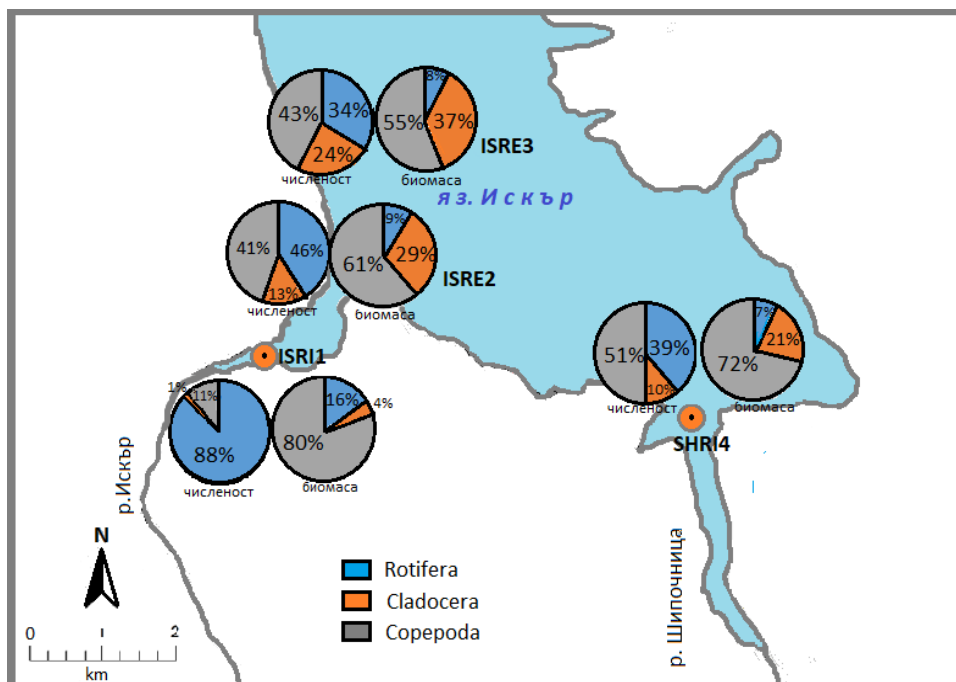 43%
34%
24%
численост
8%
55%
37%
биомаса
ISRE3
яз. Искър
41%
46%
13%
численост
9%
61%
29%
биомаса
ISRE2
ISRI1
1%
11%
88%
численост
16%
4%
80%
биомаса
51%
39%
10%
численост
7%
21%
72%
биомаса
SHRI4
р.Искър
р. Шипочница
N
0 1 2
km
Rotifera
Cladocera
Copepoda